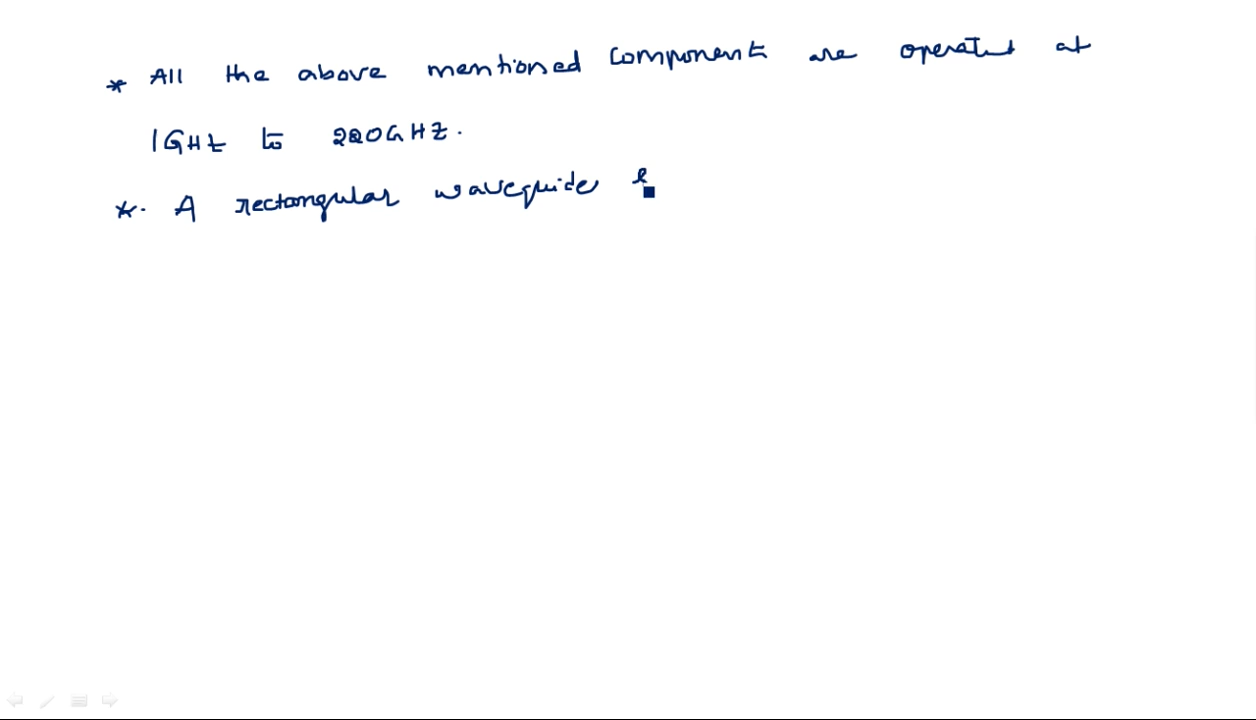 * All the above mentioned component are operated at
1GHz to 220GHZ.
*. A rectangular waveguide